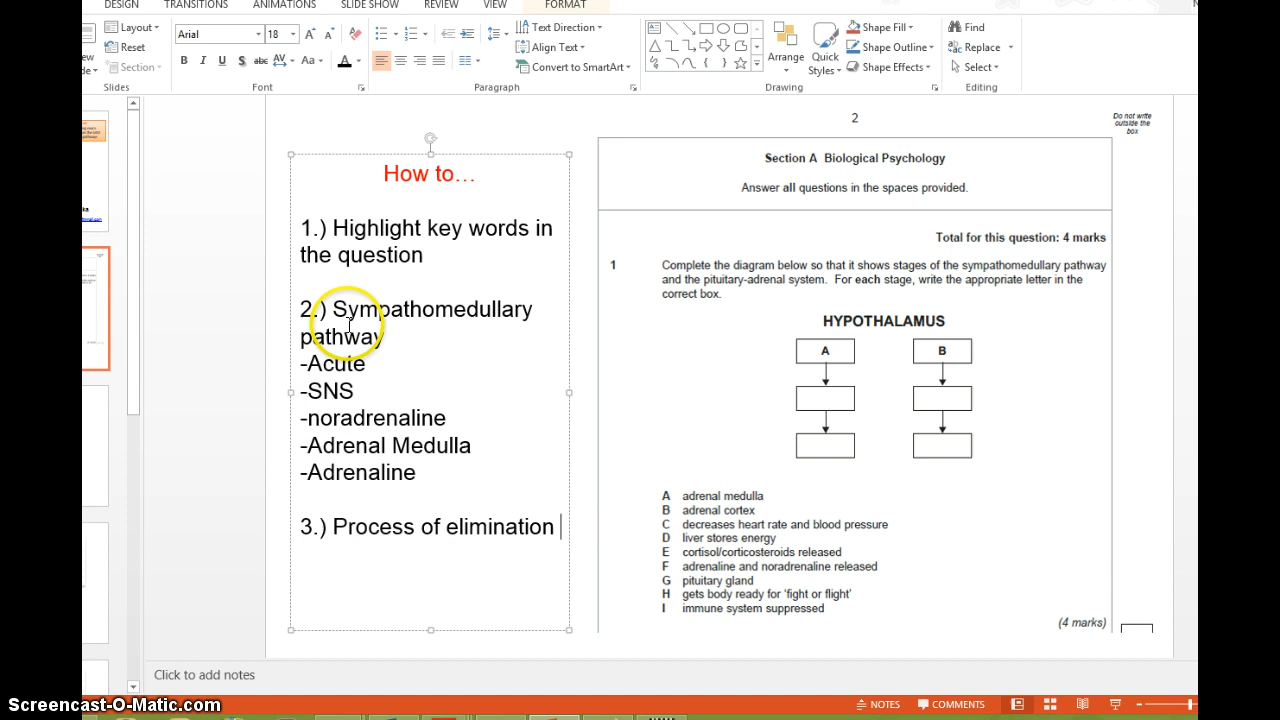 DESIGN TRANSITIONS ANIMATIONS SLIDE SHOW REVIEW VIEW FORMAT
Layout
Reset
Section
Slides
Arial 18
B I U S abc AV Aa A
Font
Text Direction
Align Text
Convert to SmartArt
Paragraph
Arrange
Quick
Styles
Shape Fill
Shape Outline
Shape Effects
Drawing
Find
Replace
Select
Editing
How to...
1.) Highlight key words in
the question
2.) Sympathomedullary
pathway
-Acute
-SNS
-noradrenaline
-Adrenal Medulla
-Adrenaline
3.) Process of elimination
2
Do not write
outside the
box
Section A Biological Psychology
Answer all questions in the spaces provided.
Total for this question: 4 marks
1 Complete the diagram below so that it shows stages of the sympathomedullary pathway
and the pituitary-adrenal system. For each stage, write the appropriate letter in the
correct box.
HYPOTHALAMUS
A B
A adrenal medulla
B adrenal cortex
C decreases heart rate and blood pressure
D liver stores energy
E cortisol/corticosteroids released
F adrenaline and noradrenaline released
G pituitary gland
H gets body ready for 'fight or flight'
I immune system suppressed
(4 marks)
Click to add notes
NOTES COMMENTS
Screencast-O-Matic.com